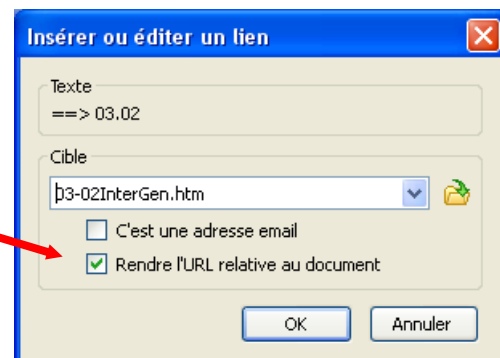 Insérer ou éditer un lien
Texte
==> 03.02
Cible
03-02InterGen.htm
C'est une adresse email
Rendre l'URL relative au document
OK
Annuler